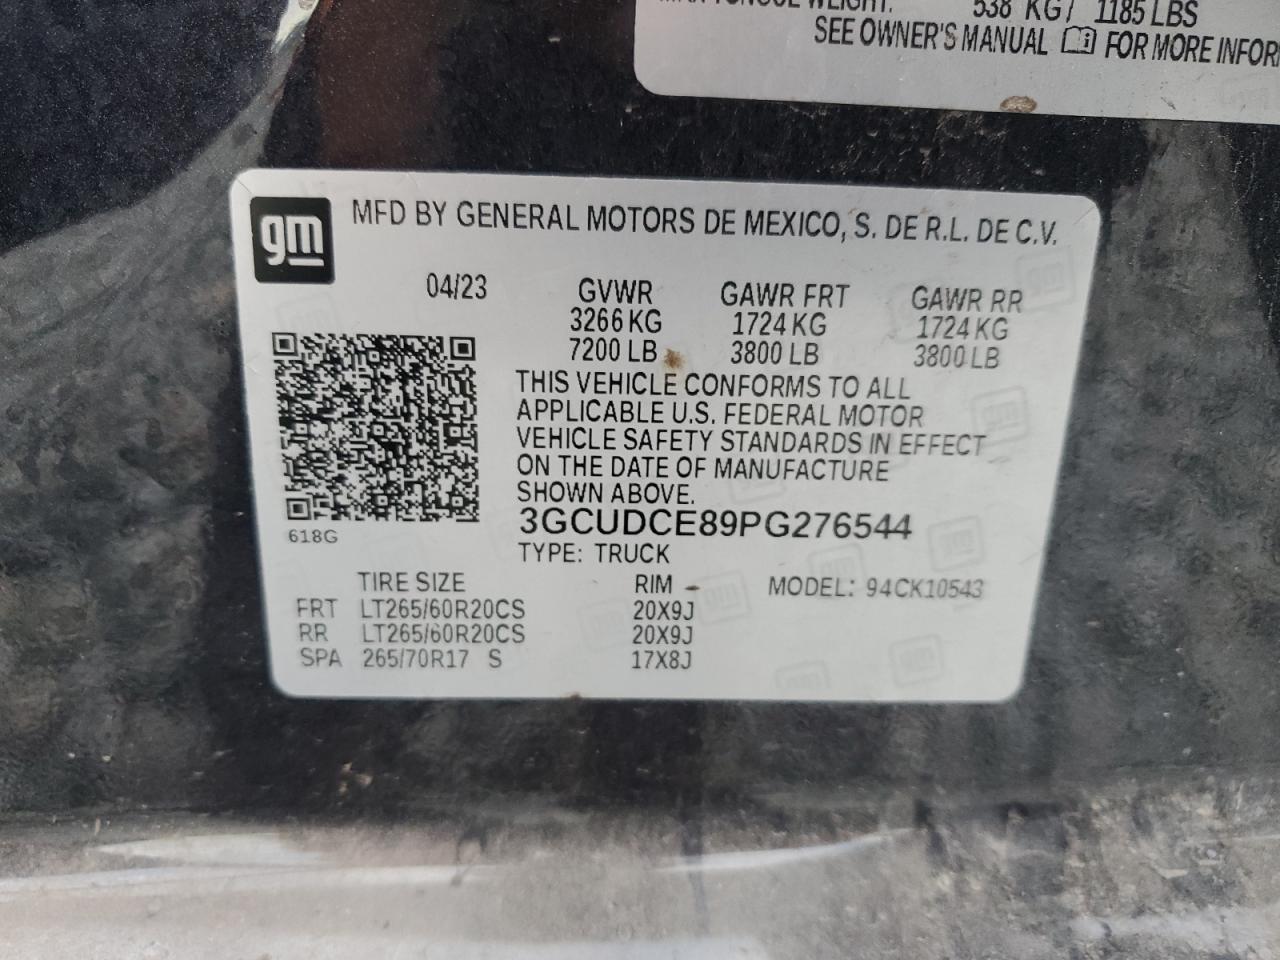 MAX TONGUE WEIGHT: 538 KG / 1185 LBS
SEE OWNER'S MANUAL FOR MORE INFOR
gm
MFD BY GENERAL MOTORS DE MEXICO, S. DE R.L. DE C.V.
04/23 GVWR GAWR FRT GAWR RR
3266 KG 1724 KG 1724 KG
7200 LB 3800 LB 3800 LB
THIS VEHICLE CONFORMS TO ALL
APPLICABLE U.S. FEDERAL MOTOR
VEHICLE SAFETY STANDARDS IN EFFECT
ON THE DATE OF MANUFACTURE
SHOWN ABOVE.
3GCUDCE89PG276544
618G
TYPE: TRUCK
TIRE SIZE RIM MODEL: 94CK10543
FRT LT265/60R20CS 20X9J
RR LT265/60R20CS 20X9J
SPA 265/70R17 S 17X8J